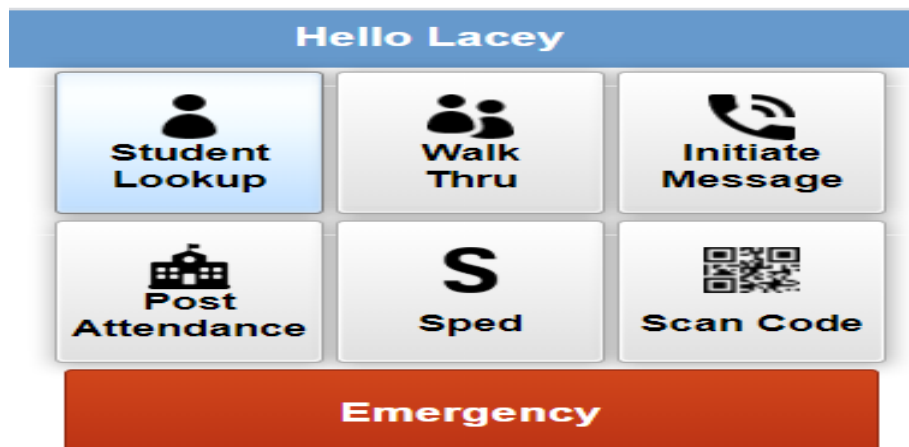 Hello Lacey
Student
Lookup
Walk
Thru
Initiate
Message
Post
Attendance
S
Sped
Scan Code
Emergency